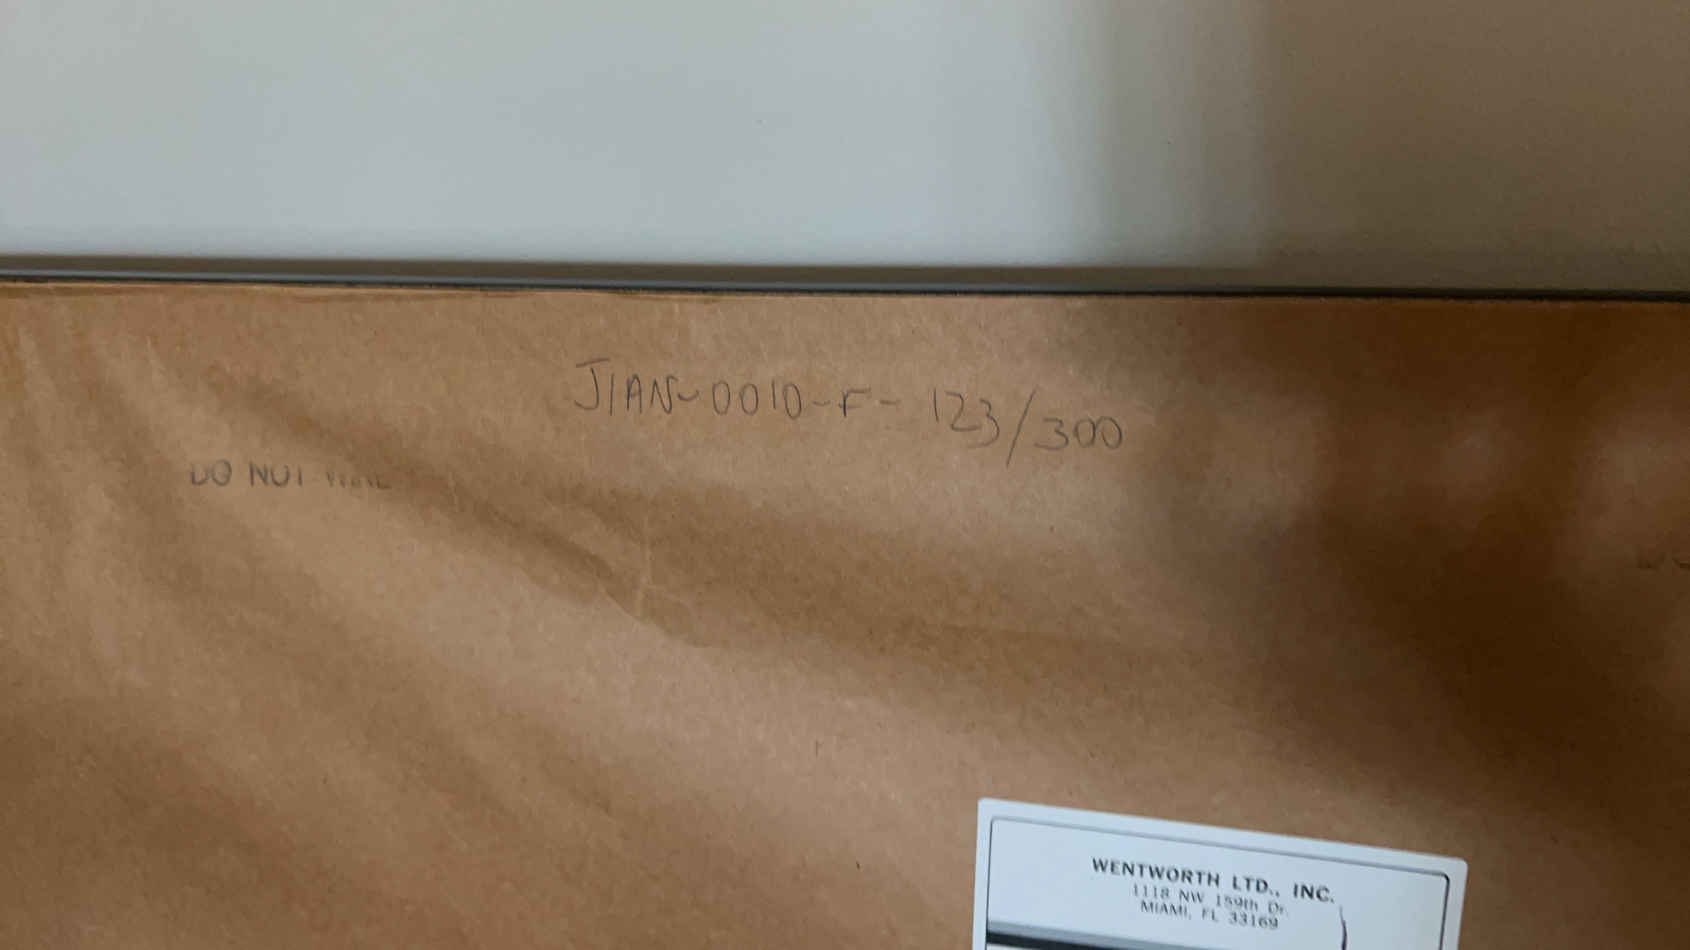 JIAN-0010-F-123/300
DO NOT
WENTWORTH LTD., INC.
1118 NW 159th Dr.
MIAMI, FL 33169